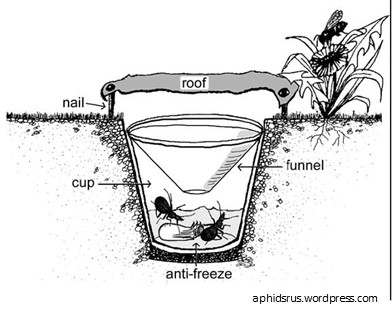 roof
nail
funnel
cup
anti-freeze
aphidsrus.wordpress.com